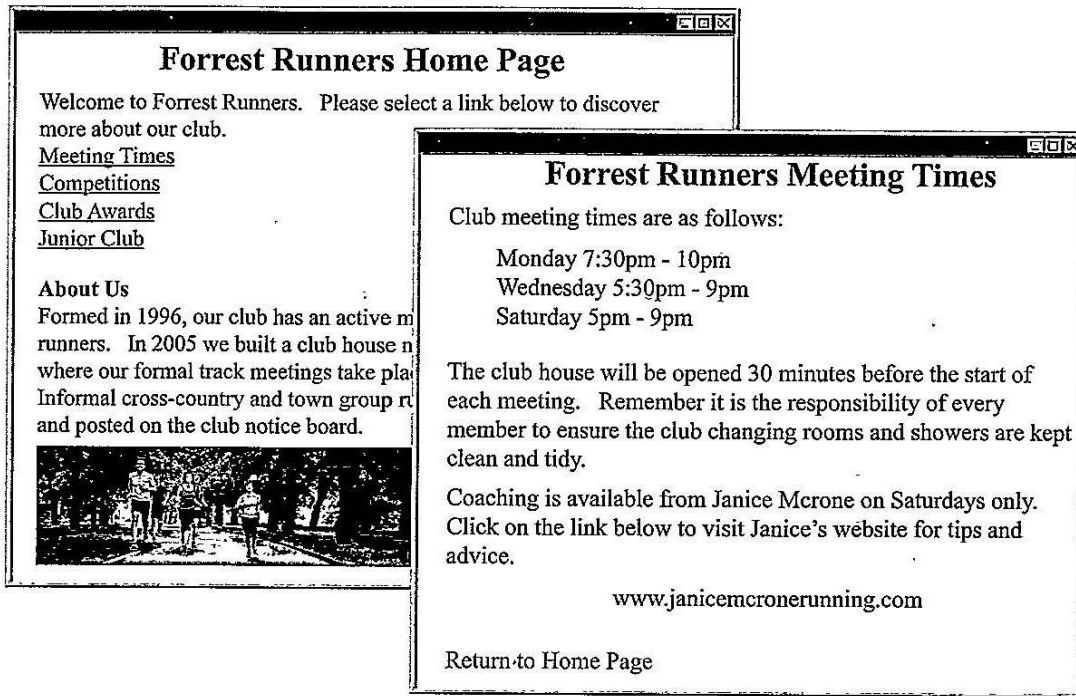 Forrest Runners Home Page
Welcome to Forrest Runners. Please select a link below to discover
more about our club.
Meeting Times
Competitions
Club Awards
Junior Club
About Us
Formed in 1996, our club has an active
runners. In 2005 we built a club house
where our formal track meetings take
Informal cross-country and town group
and posted on the club notice board.
Forrest Runners Meeting Times
Club meeting times are as follows:
Monday 7:30pm - 10pm
Wednesday 5:30pm - 9pm
Saturday 5pm - 9pm
The club house will be opened 30 minutes before the start of
each meeting. Remember it is the responsibility of every
member to ensure the club changing rooms and showers are kept
clean and tidy.
Coaching is available from Janice Mcrone on Saturdays only.
Click on the link below to visit Janice's website for tips and
advice.
www.janicemcronerunning.com
Return to Home Page